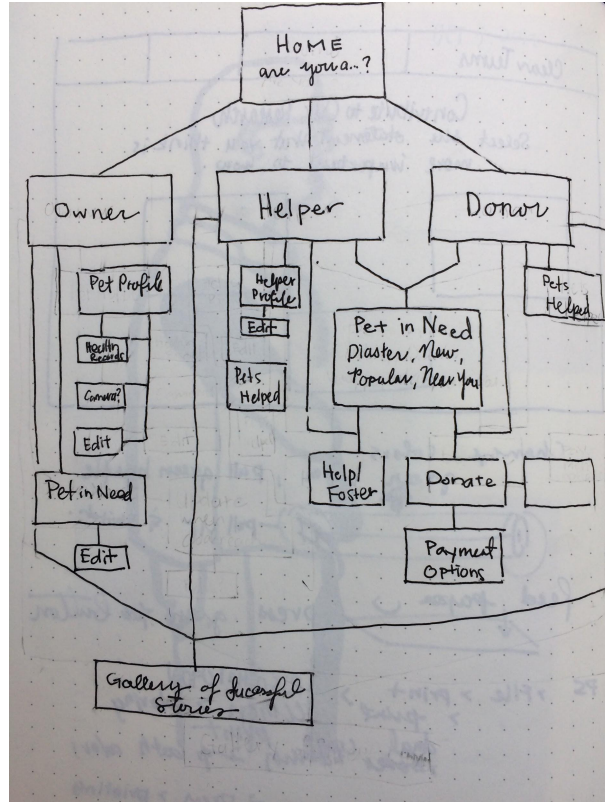 HOME
are you a..?
Owner
Helper
Donor
Pet Profile
Health
Records
Camera?
Edit
Pet in Need
Edit
Helper
Profile
Edit
Pets
Helped
Pet in Need
Diaster, New,
Popular, Near You
Pets
Helped
Help/
Foster
Donate
Payment
Options
Gallery of Sucessful
Stories